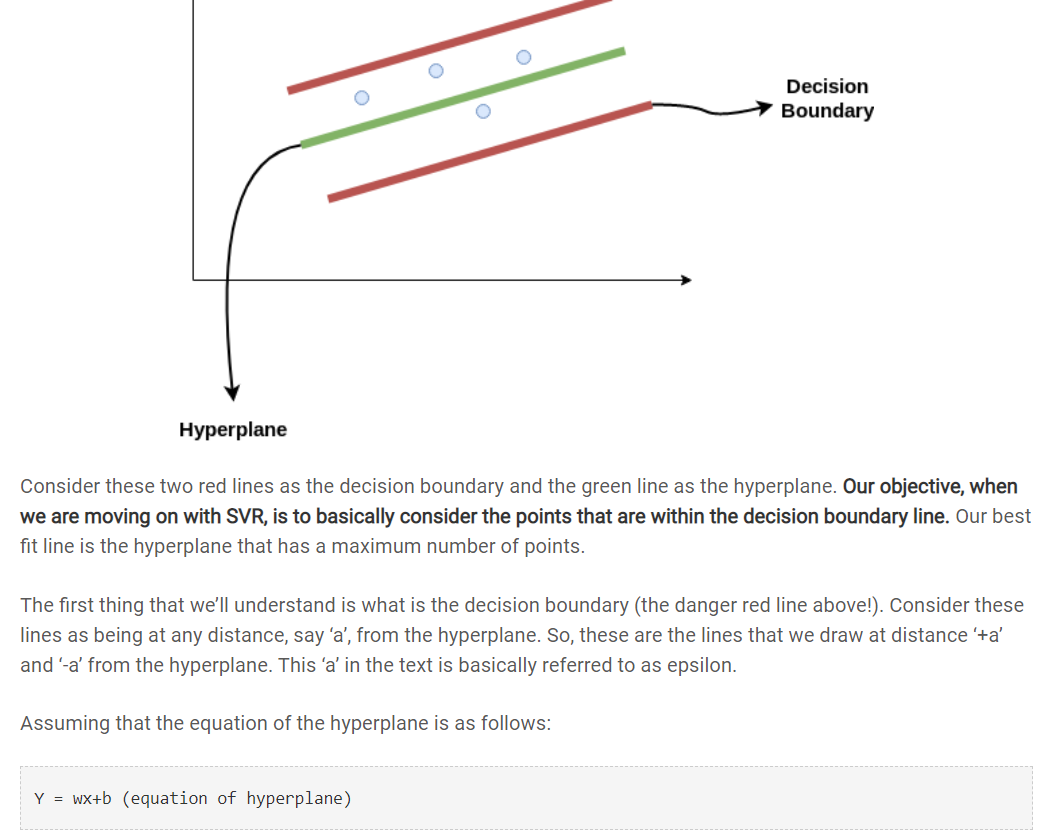 Decision
Boundary
Hyperplane
Consider these two red lines as the decision boundary and the green line as the hyperplane. Our objective, when
we are moving on with SVR, is to basically consider the points that are within the decision boundary line. Our best
fit line is the hyperplane that has a maximum number of points.
The first thing that we’ll understand is what is the decision boundary (the danger red line above!). Consider these
lines as being at any distance, say ‘a’, from the hyperplane. So, these are the lines that we draw at distance ‘+a’
and ‘-a’ from the hyperplane. This ‘a’ in the text is basically referred to as epsilon.
Assuming that the equation of the hyperplane is as follows:
Y = wx+b (equation of hyperplane)